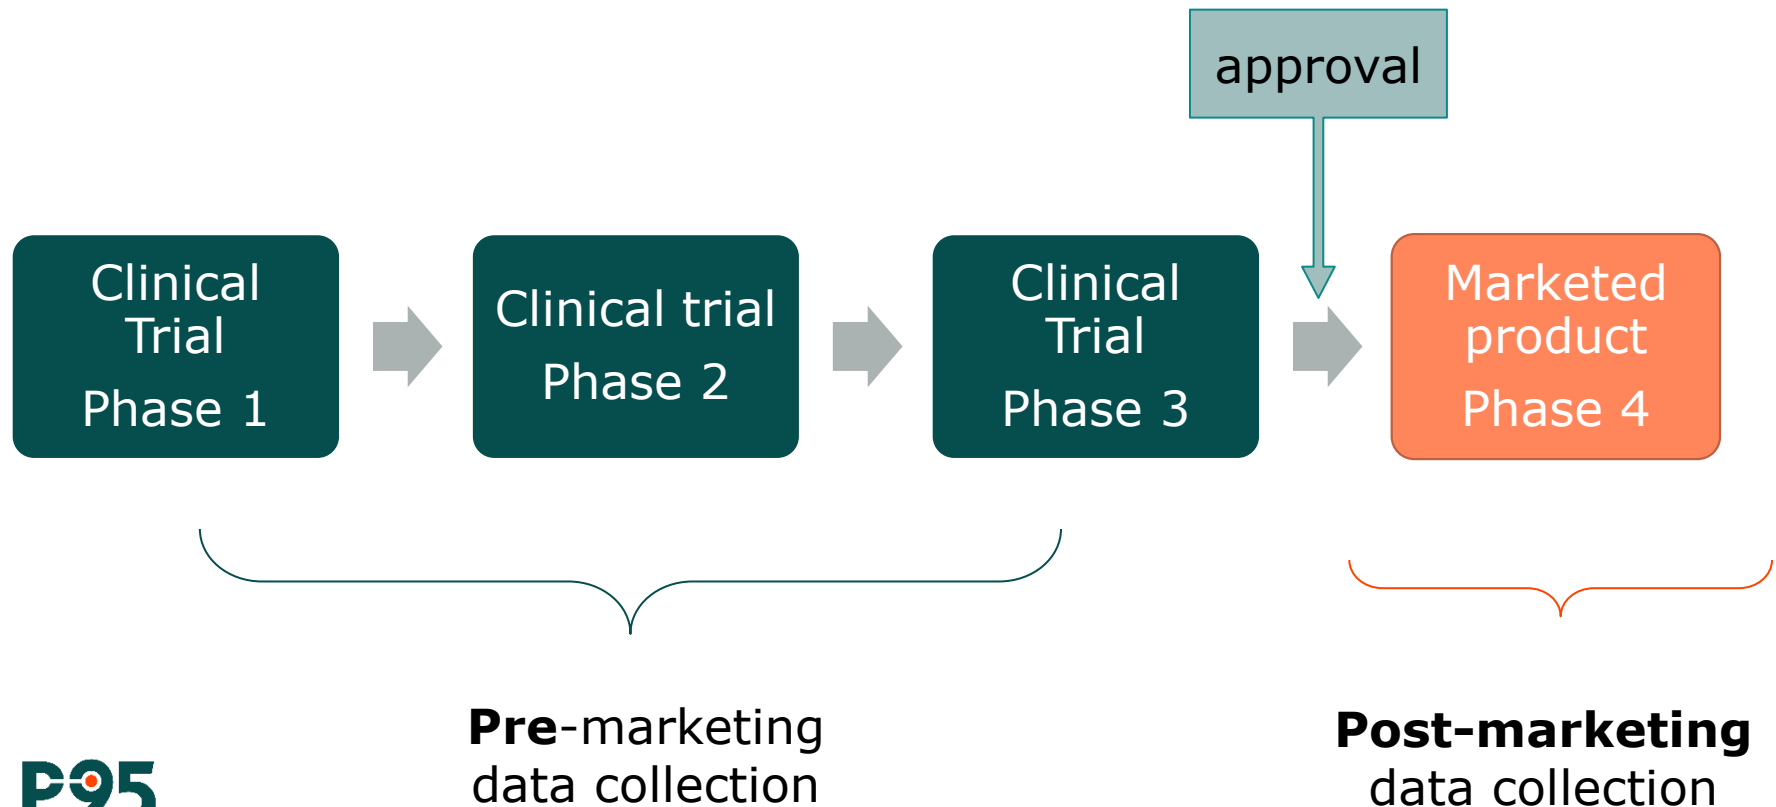 approval
Clinical
Trial
Phase 1
Clinical trial
Phase 2
Clinical
Trial
Phase 3
Marketed
product
Phase 4
Pre-marketing
data collection
Post-marketing
data collection
P95